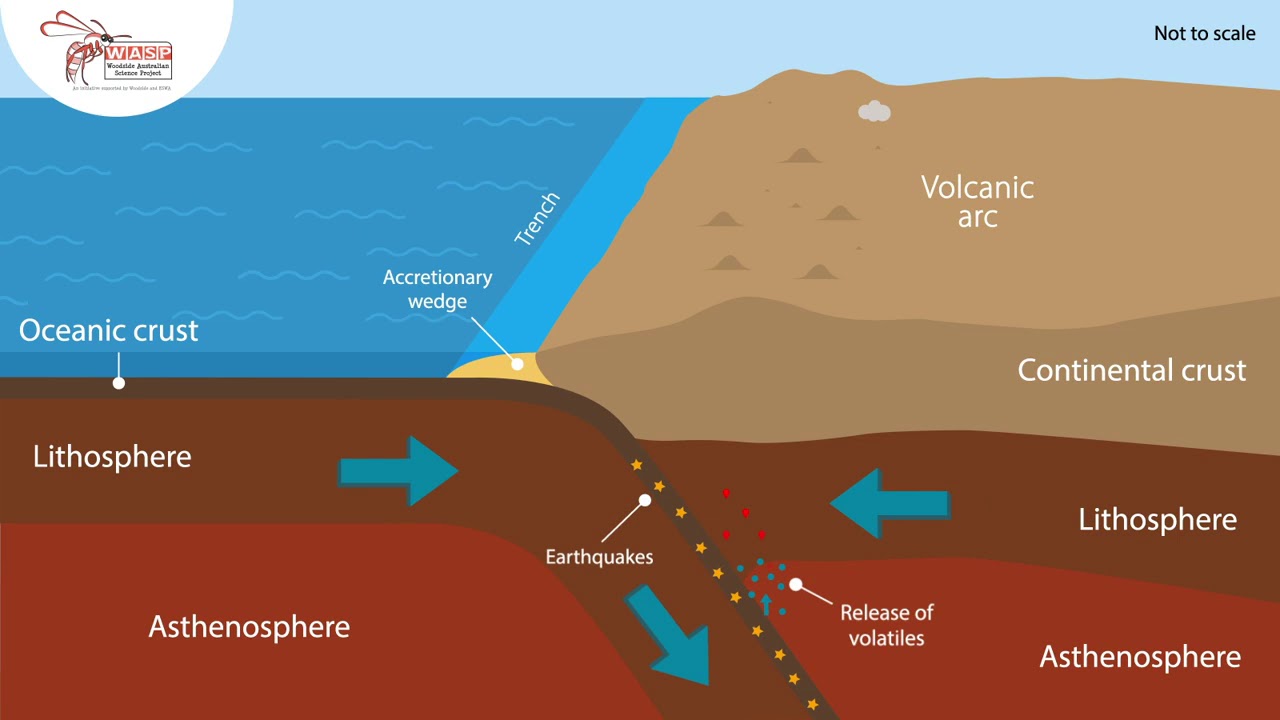 WASP
Woodside Australian
Science Project
An initiative supported by Woodside and ESWA
Not to scale
Volcanic
arc
Trench
Accretionary
wedge
Oceanic crust
Continental crust
Lithosphere
Lithosphere
Earthquakes
Release of
volatiles
Asthenosphere
Asthenosphere